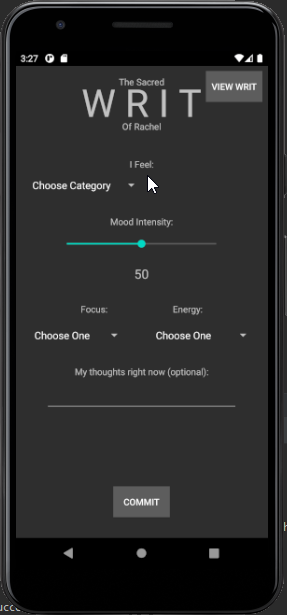 3:27
The Sacred
VIEW WRIT
WRIT
Of Rachel
I Feel:
Choose Category
Mood Intensity:
50
Focus: Energy:
Choose One Choose One
My thoughts right now (optional):
COMMIT